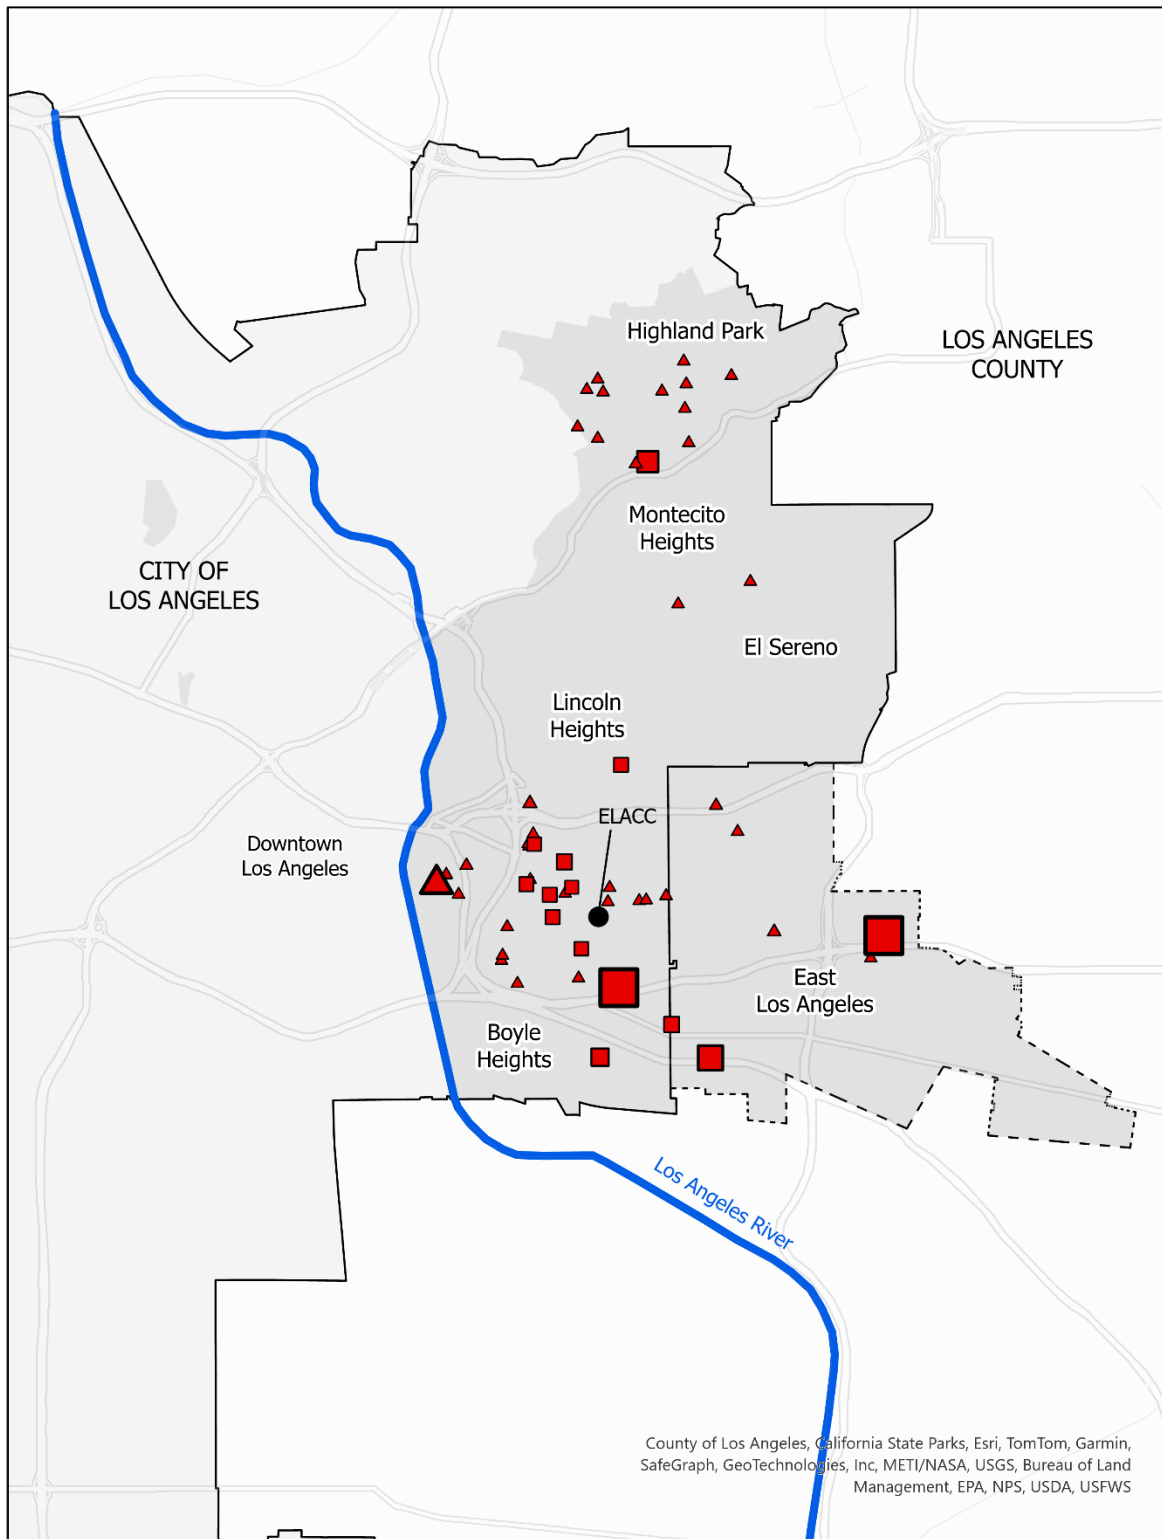 Highland Park
LOS ANGELES
COUNTY
Montecito
Heights
CITY OF
LOS ANGELES
El Sereno
Lincoln
Heights
ELACC
Downtown
Los Angeles
East
Los Angeles
Boyle
Heights
Los Angeles River
County of Los Angeles, California State Parks, Esri, TomTom, Garmin,
SafeGraph, GeoTechnologies, Inc, METI/NASA, USGS, Bureau of Land
Management, EPA, NPS, USDA, USFWS